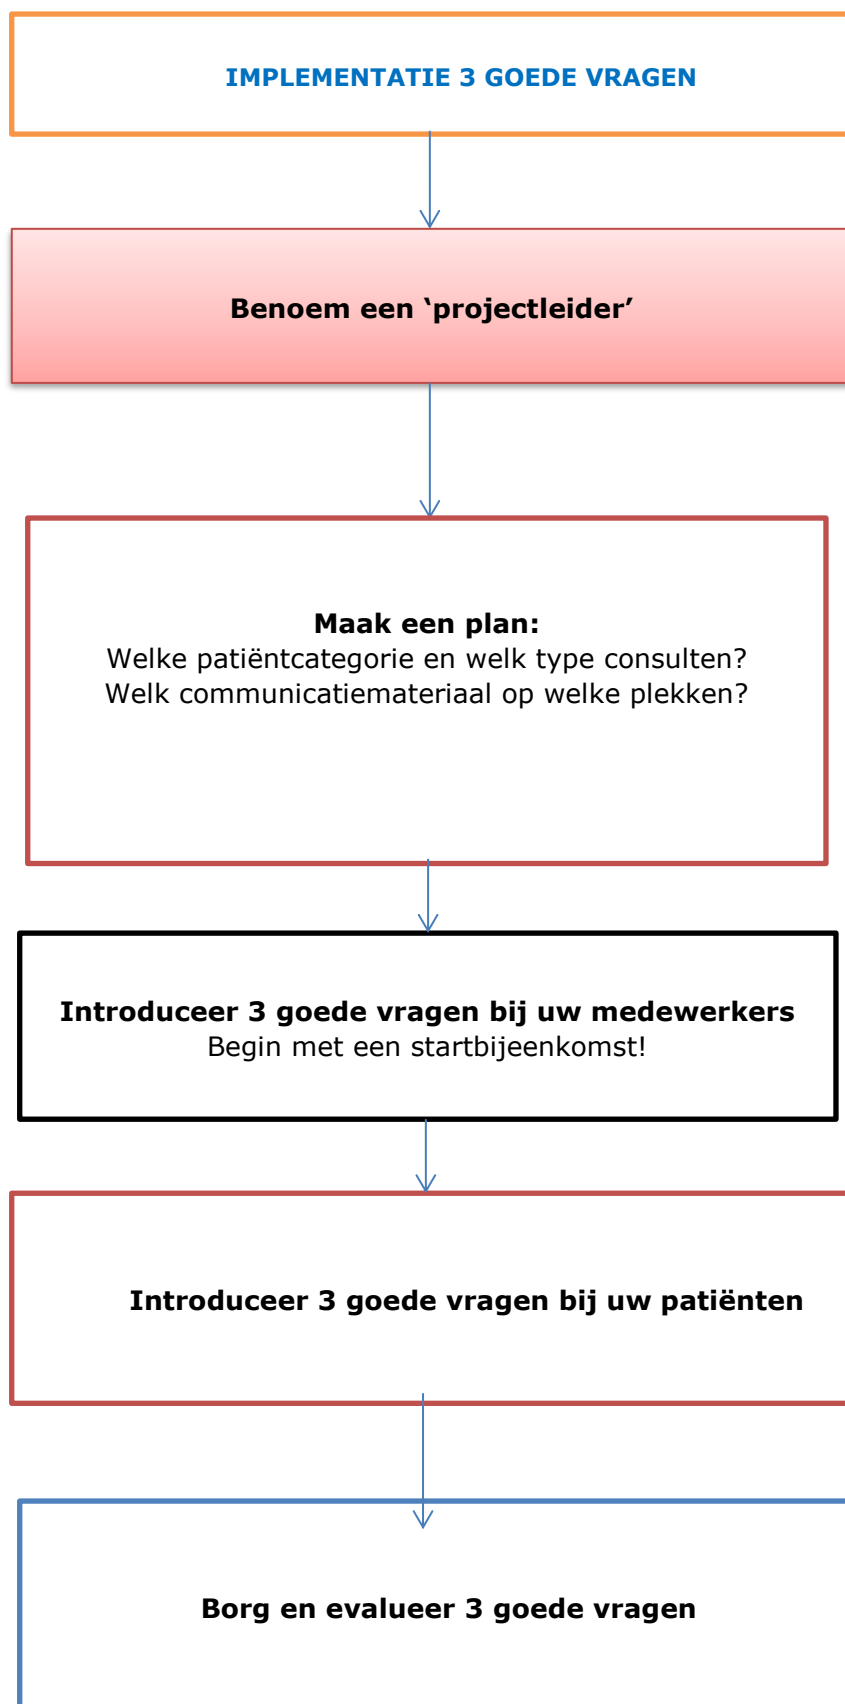 IMPLEMENTATIE 3 GOEDE VRAGEN
Benoem een ‘projectleider’
Maak een plan:
Welke patiëntcategorie en welk type consulten?
Welk communicatiemateriaal op welke plekken?
Introduceer 3 goede vragen bij uw medewerkers
Begin met een startbijeenkomst!
Introduceer 3 goede vragen bij uw patiënten
Borg en evalueer 3 goede vragen